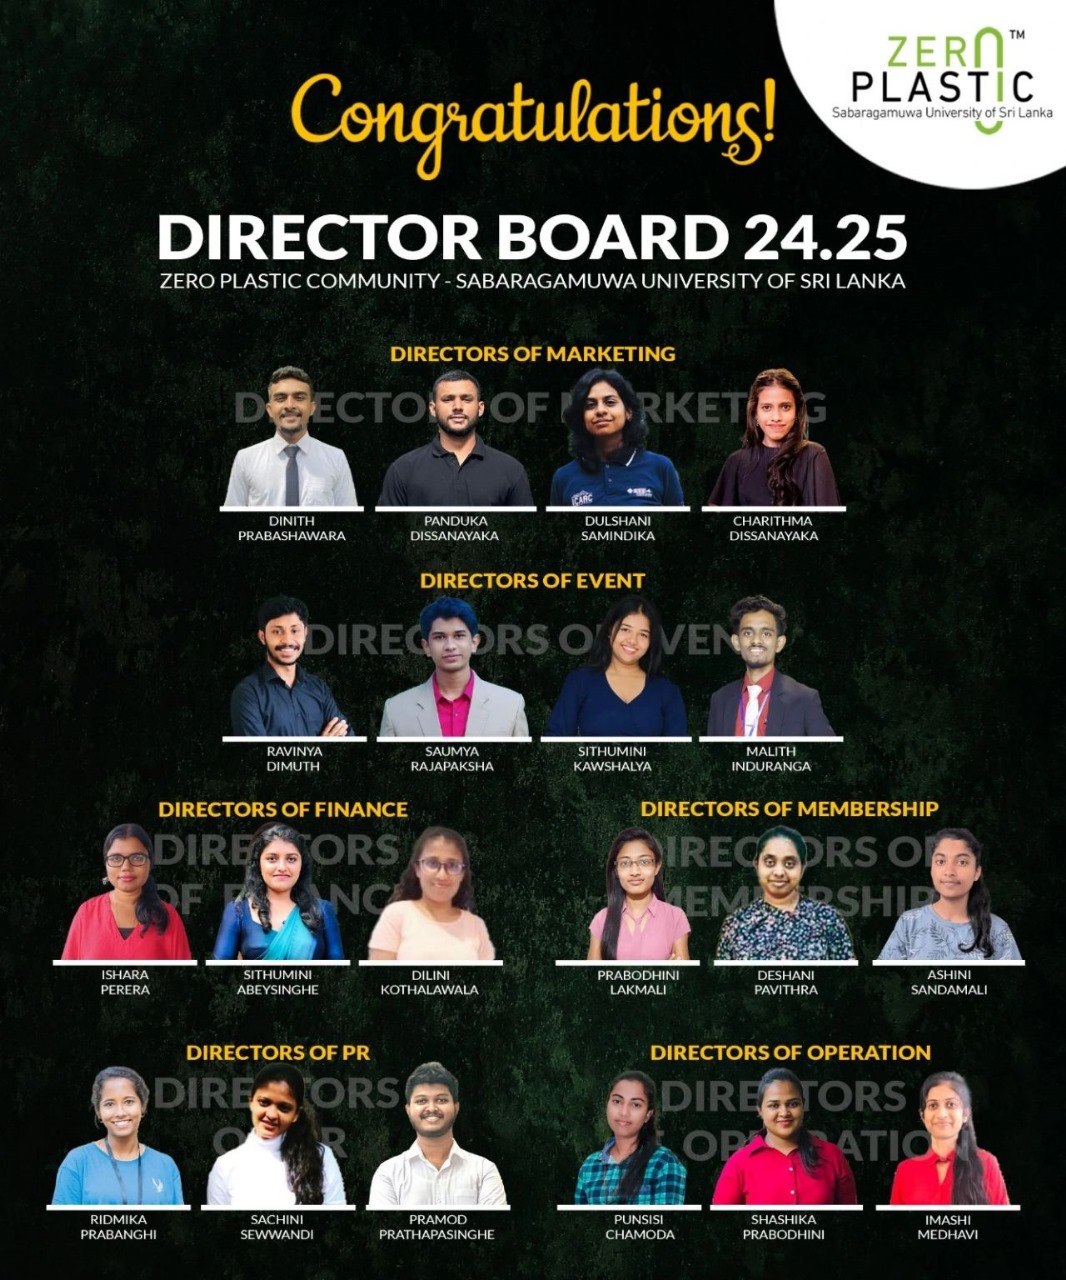 ZERO™
PLASTIC
Sabaragamuwa University of Sri Lanka
Congratulations!
DIRECTOR BOARD 24.25
ZERO PLASTIC COMMUNITY - SABARAGAMUWA UNIVERSITY OF SRI LANKA
DIRECTORS OF MARKETING
DINITH
PRABASHAWARA
PANDUKA
DISSANAYAKA
DULSHANI
SAMINDIKA
CHARITHMA
DISSANAYAKA
DIRECTORS OF EVENT
RAVINYA
DIMUTH
SAUMYA
RAJAPAKSHA
SITHUMINI
KAWSHALYA
MALITH
INDURANGA
DIRECTORS OF FINANCE
ISHARA
PERERA
SITHUMINI
ABEYSINGHE
DILINI
KOTHALAWALA
DIRECTORS OF MEMBERSHIP
PRABODHINI
LAKMALI
DESHANI
PAVITHRA
ASHINI
SANDAMALI
DIRECTORS OF PR
RIDMIKA
PRABANGHI
SACHINI
SEWWANDI
PRAMOD
PRATHAPASINGHE
DIRECTORS OF OPERATION
PUNSISI
CHAMODA
SHASHIKA
PRABODHINI
IMASHI
MEDHAVI